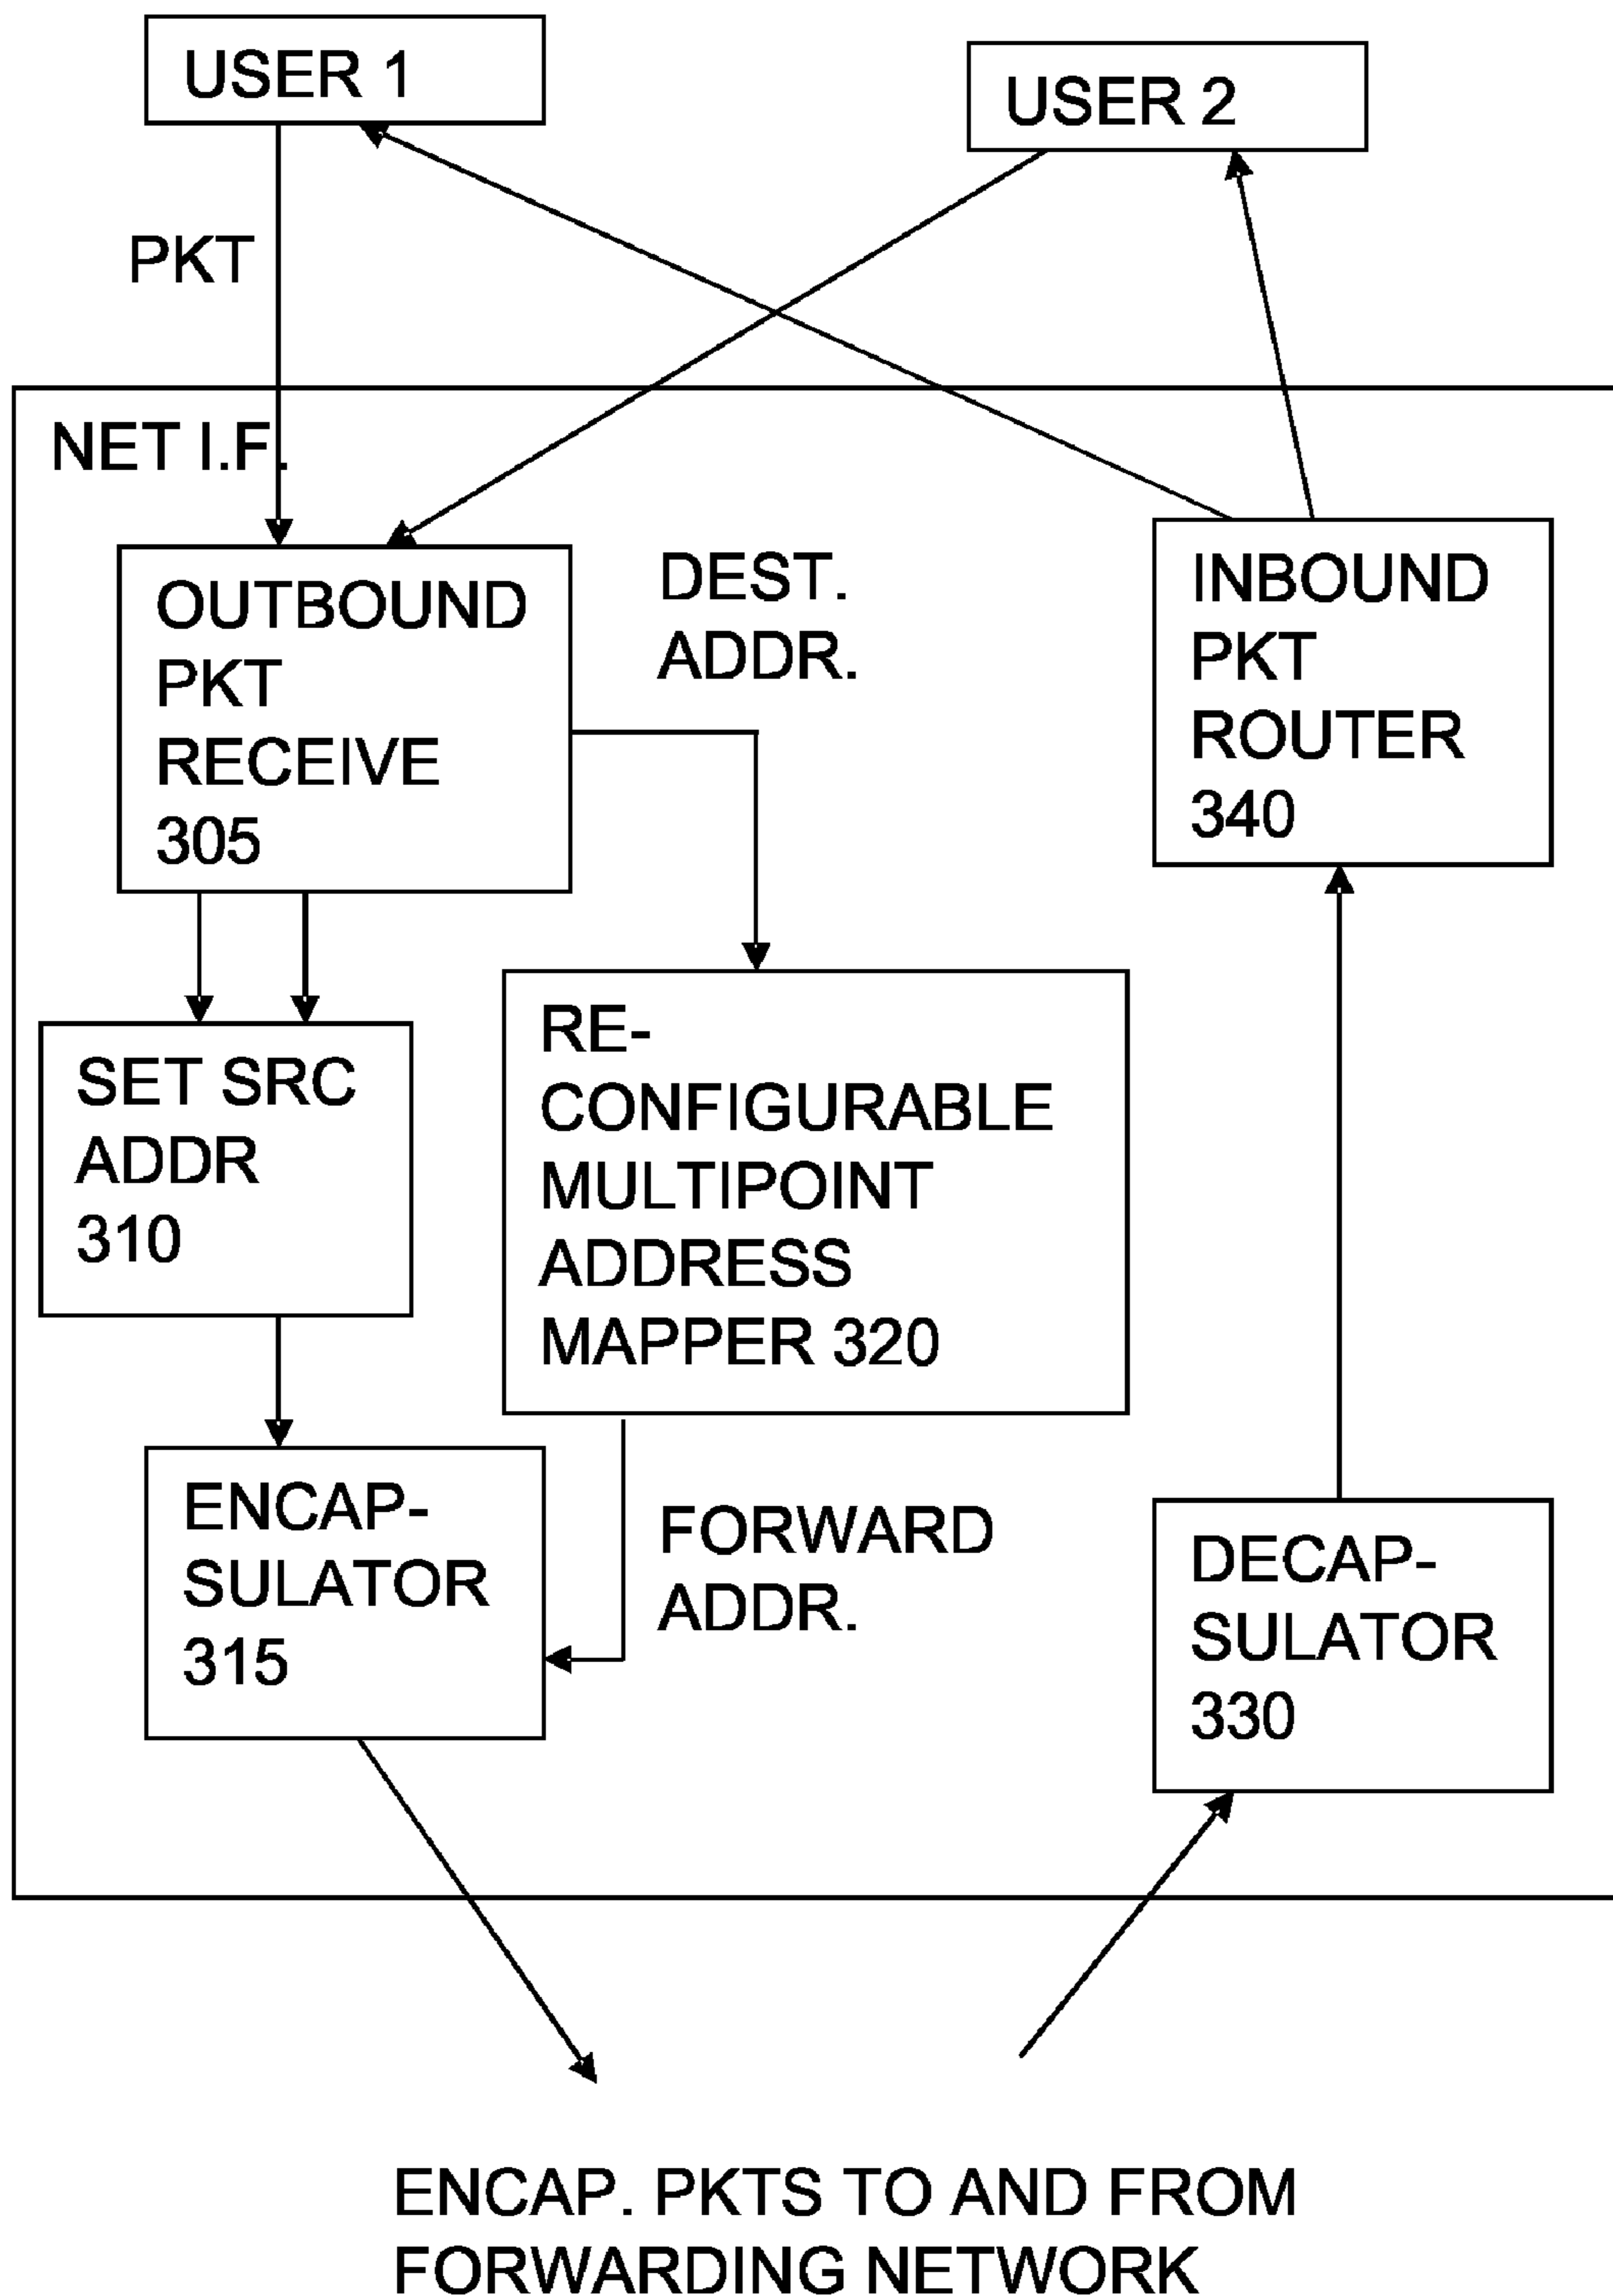 USER 1
USER 2
PKT
NET I.F.
OUTBOUND
PKT
RECEIVE
305
DEST.
ADDR.
INBOUND
PKT
ROUTER
340
SET SRC
ADDR
310
RE-
CONFIGURABLE
MULTIPOINT
ADDRESS
MAPPER 320
ENCAP-
SULATOR
315
FORWARD
ADDR.
DECAP-
SULATOR
330
ENCAP. PKTS TO AND FROM
FORWARDING NETWORK